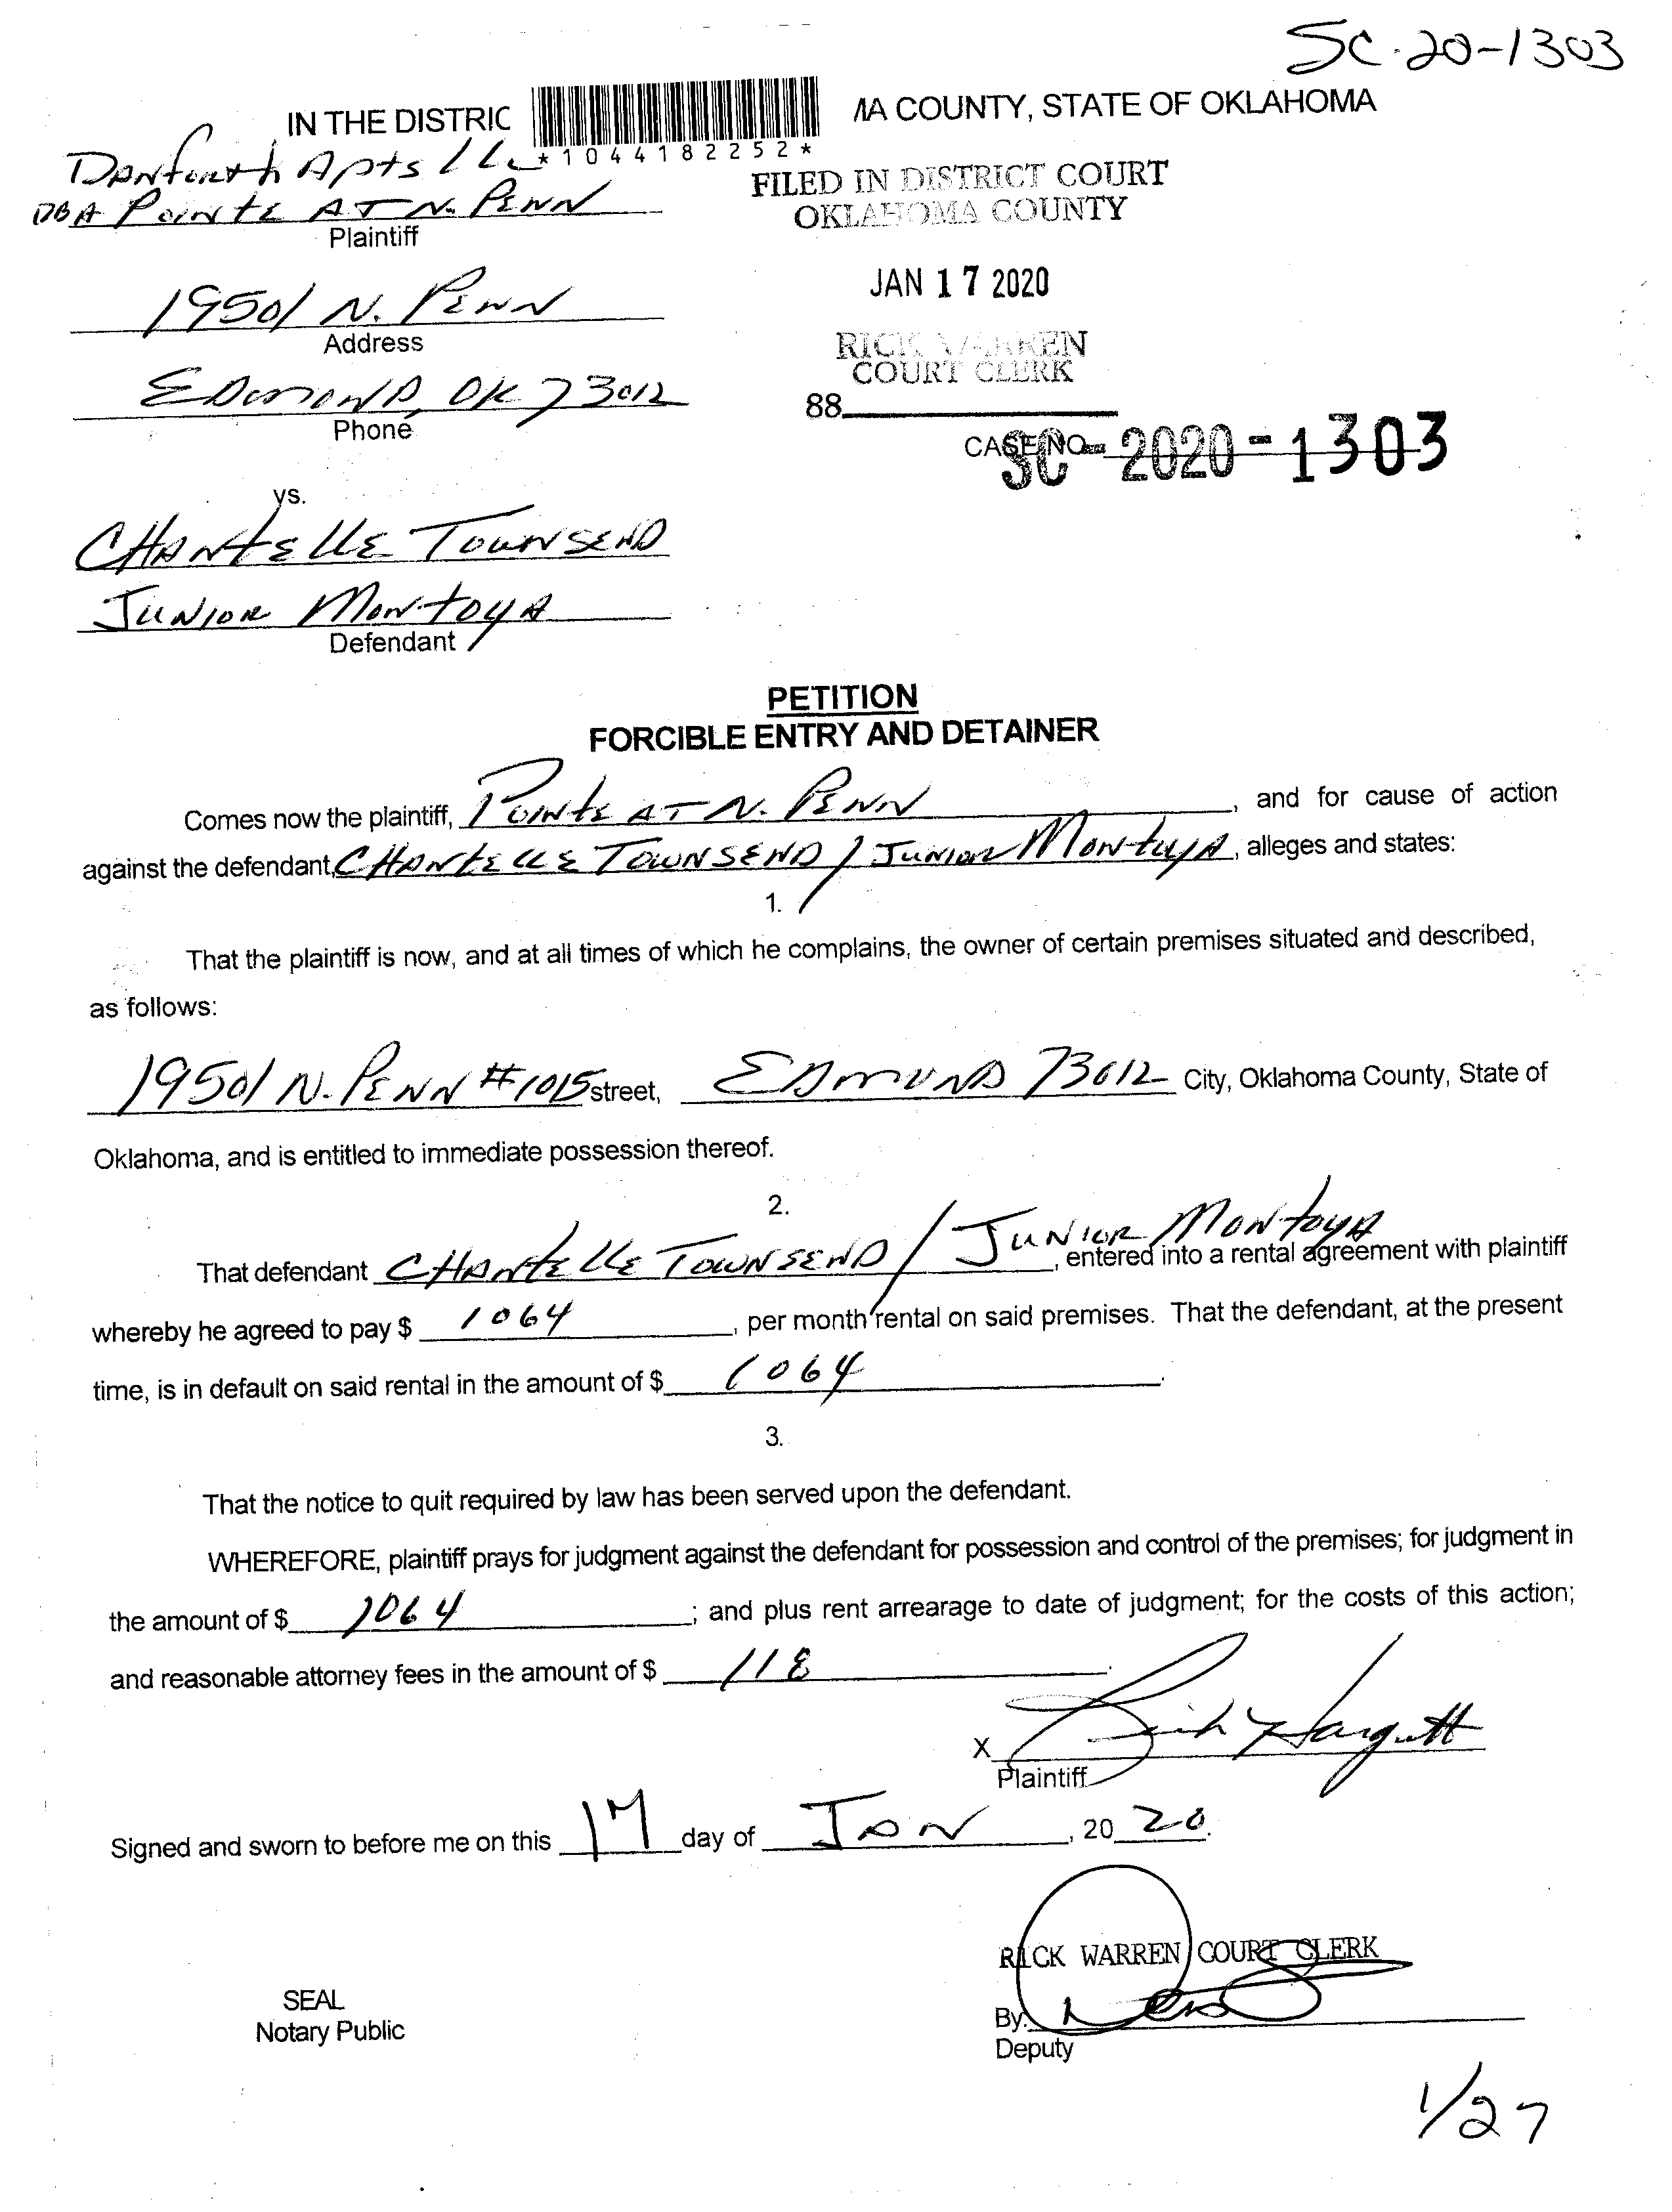 SC-20-1303
IN THE DISTRIC MA COUNTY, STATE OF OKLAHOMA
*1044182252*
Danforth Apts LLC
DBA Pointe AT N. Penn
Plaintiff
FILED IN DISTRICT COURT
OKLAHOMA COUNTY
JAN 17 2020
19501 N. Penn
Address
RICK WARREN
COURT CLERK
Edmond, OK 73012
Phone
88
CASE NO. SC-2020-1303
vs.
Chantelle Townsend
Junior Montoya
Defendant
PETITION
FORCIBLE ENTRY AND DETAINER
Comes now the plaintiff, Pointe AT N. Penn, and for cause of action
against the defendant, Chantelle Townsend / Junior Montoya, alleges and states:
1.
That the plaintiff is now, and at all times of which he complains, the owner of certain premises situated and described,
as follows:
19501 N. Penn #1015 street, Edmond 73012 City, Oklahoma County, State of
Oklahoma, and is entitled to immediate possession thereof.
2.
That defendant Chantelle Townsend / Junior Montoya, entered into a rental agreement with plaintiff
whereby he agreed to pay $ 1064, per month rental on said premises. That the defendant, at the present
time, is in default on said rental in the amount of $ 1064.
3.
That the notice to quit required by law has been served upon the defendant.
WHEREFORE, plaintiff prays for judgment against the defendant for possession and control of the premises; for judgment in
the amount of $ 1064; and plus rent arrearage to date of judgment; for the costs of this action;
and reasonable attorney fees in the amount of $ 118.
X
Plaintiff
Signed and sworn to before me on this 17 day of Jan, 20 20.
RICK WARREN COURT CLERK
SEAL
Notary Public
By:
Deputy
1/27